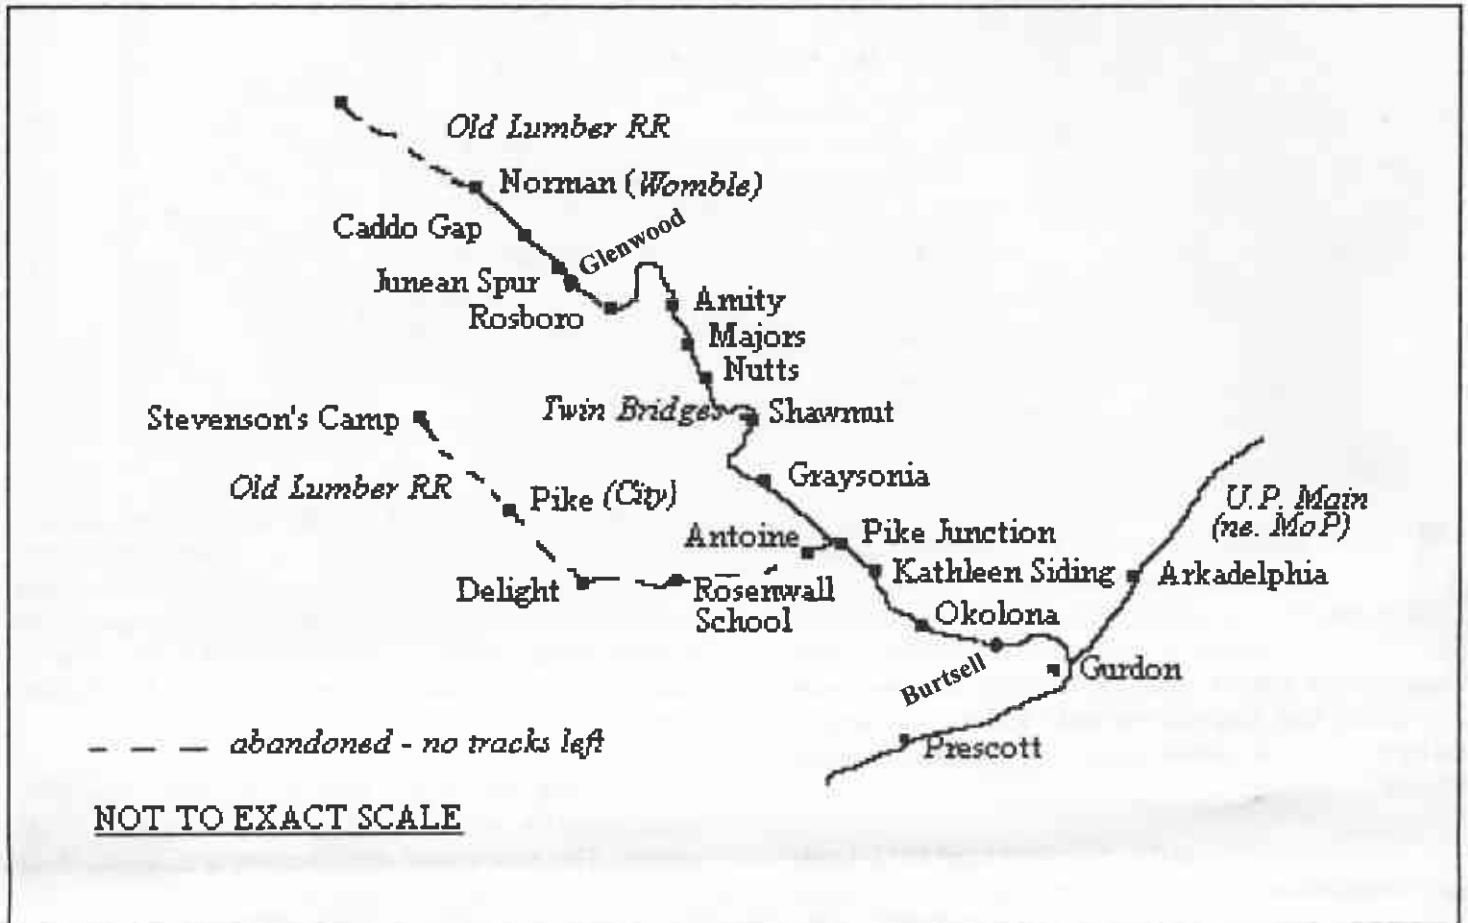 Old Lumber RR
Norman (Womble)
Caddo Gap
Glenwood
Junean Spur
Rosboro
Amity
Majors
Nutts
Twin Bridges
Shawmut
Stevenson's Camp
Graysonia
Old Lumber RR
Pike (City)
U.P. Main
(ne. MoP)
Antoine
Pike Junction
Kathleen Siding
Arkadelphia
Delight
Rosenwall
School
Okolona
Burtsell
Gurdon
Prescott
abandoned - no tracks left
NOT TO EXACT SCALE